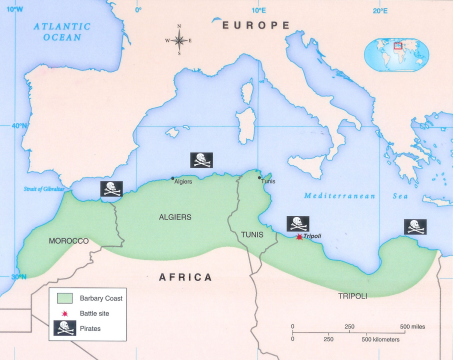 10°W
0°
10°E
20°E
ATLANTIC
OCEAN
EUROPE
N
W
E
S
40°N
40°N
Strait of Gibraltar
Algiers
Tunis
Mediterranean Sea
ALGIERS
MOROCCO
TUNIS
Tripoli
30°N
AFRICA
TRIPOLI
Barbary Coast
Battle site
Pirates
0 250 500 miles
0 250 500 kilometers